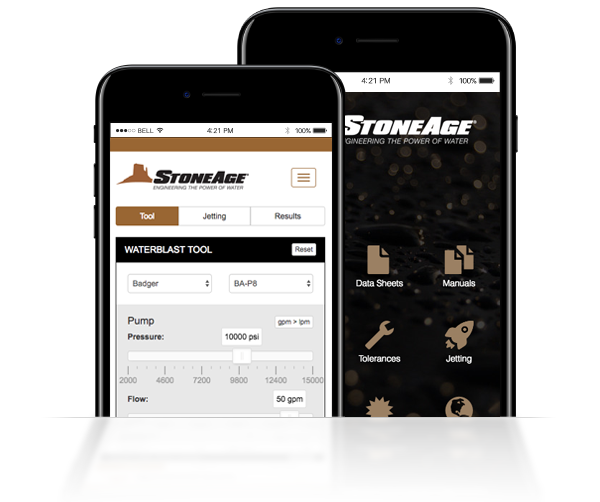 ●●●○○ BELL 4:21 PM 100%
STONEAGE®
ENGINEERING THE POWER OF WATER
Tool Jetting Results
WATERBLAST TOOL Reset
Badger BA-P8
Pump gpm > lpm
Pressure: 10000 psi
2000 4600 7200 9800 12400 15000
Flow: 50 gpm
4:21 PM 100%
STONEAGE®
ENGINEERING THE POWER OF WATER
Data Sheets Manuals
Tolerances Jetting